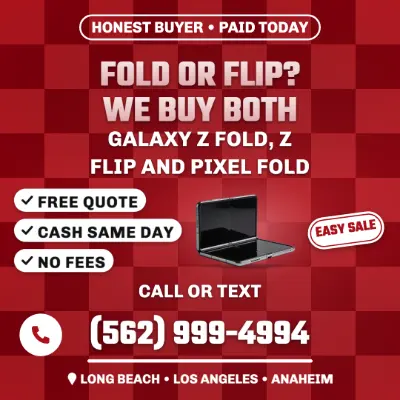 HONEST BUYER • PAID TODAY
FOLD OR FLIP?
WE BUY BOTH
GALAXY Z FOLD, Z
FLIP AND PIXEL FOLD
FREE QUOTE
CASH SAME DAY
NO FEES
EASY SALE
CALL OR TEXT
(562) 999-4994
LONG BEACH • LOS ANGELES • ANAHEIM